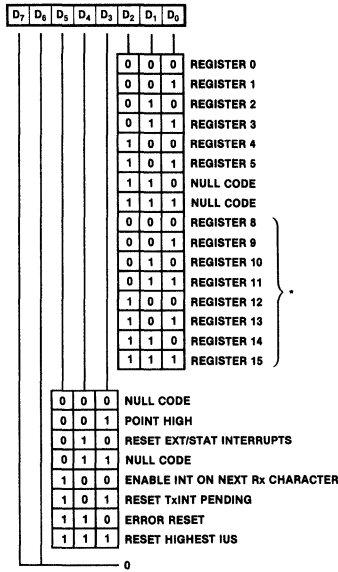 D7 D6 D5 D4 D3 D2 D1 D0
0 0 0 REGISTER 0
0 0 1 REGISTER 1
0 1 0 REGISTER 2
0 1 1 REGISTER 3
1 0 0 REGISTER 4
1 0 1 REGISTER 5
1 1 0 NULL CODE
1 1 1 NULL CODE
0 0 0 REGISTER 8
0 0 1 REGISTER 9
0 1 0 REGISTER 10
0 1 1 REGISTER 11
1 0 0 REGISTER 12
1 0 1 REGISTER 13
1 1 0 REGISTER 14
1 1 1 REGISTER 15
*
0 0 0 NULL CODE
0 0 1 POINT HIGH
0 1 0 RESET EXT/STAT INTERRUPTS
0 1 1 NULL CODE
1 0 0 ENABLE INT ON NEXT Rx CHARACTER
1 0 1 RESET TxINT PENDING
1 1 0 ERROR RESET
1 1 1 RESET HIGHEST IUS
0